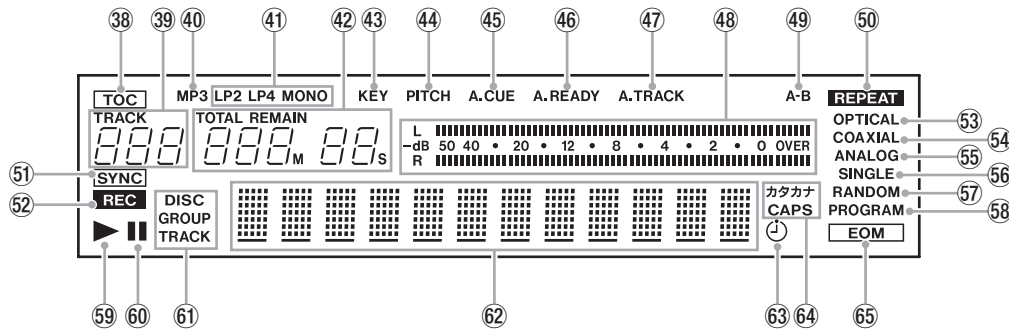 ㊳ ㊴ ㊵ ㊶ ㊷ ㊸ ㊹ ㊺ ㊻ ㊼ ㊽ ㊾ ㊿
TOC MP3 LP2 LP4 MONO KEY PITCH A.CUE A.READY A.TRACK A-B REPEAT
TRACK TOTAL REMAIN
888 888M 88S
L
-dB 50 40 • 20 • 12 • 8 • 4 • 2 • 0 OVER
R
OPTICAL 53
COAXIAL 54
ANALOG 55
SINGLE 56
RANDOM 57
PROGRAM 58
51 SYNC
52 REC
DISC
GROUP
TRACK
カタカナ
CAPS
EOM
59 60 61 62 63 64 65